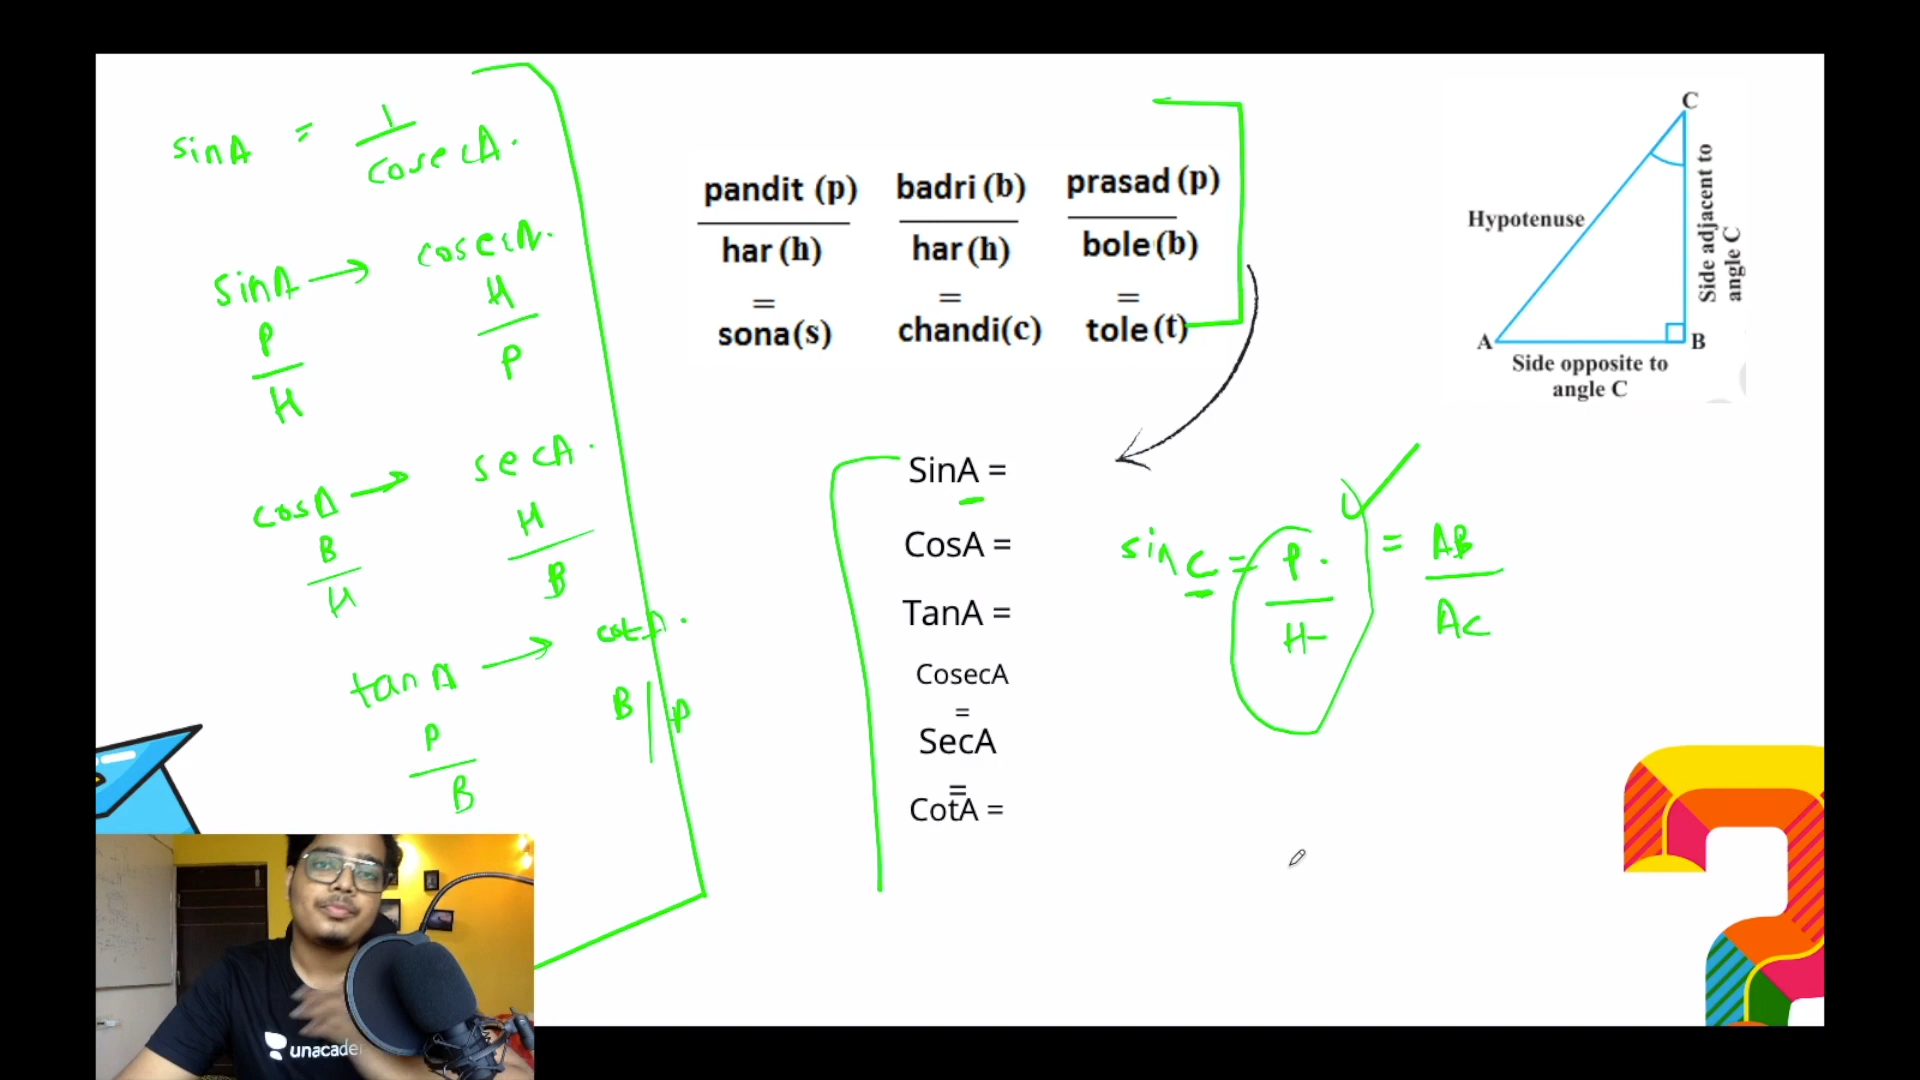 sinA = 1
cosecA.
sinA → cosecA.
P
H
H
P
cosA → secA.
B
H
H
B
tanA → cotA.
P
B
B | P
pandit (p) badri (b) prasad (p)
har (h) har (h) bole (b)
= = =
sona(s) chandi(c) tole (t)
SinA =
CosA =
TanA =
CosecA
=
SecA
=
CotA =
C
Hypotenuse
Side adjacent to
angle C
A B
Side opposite to
angle C
sin C = P. = AB
H AC
unacade